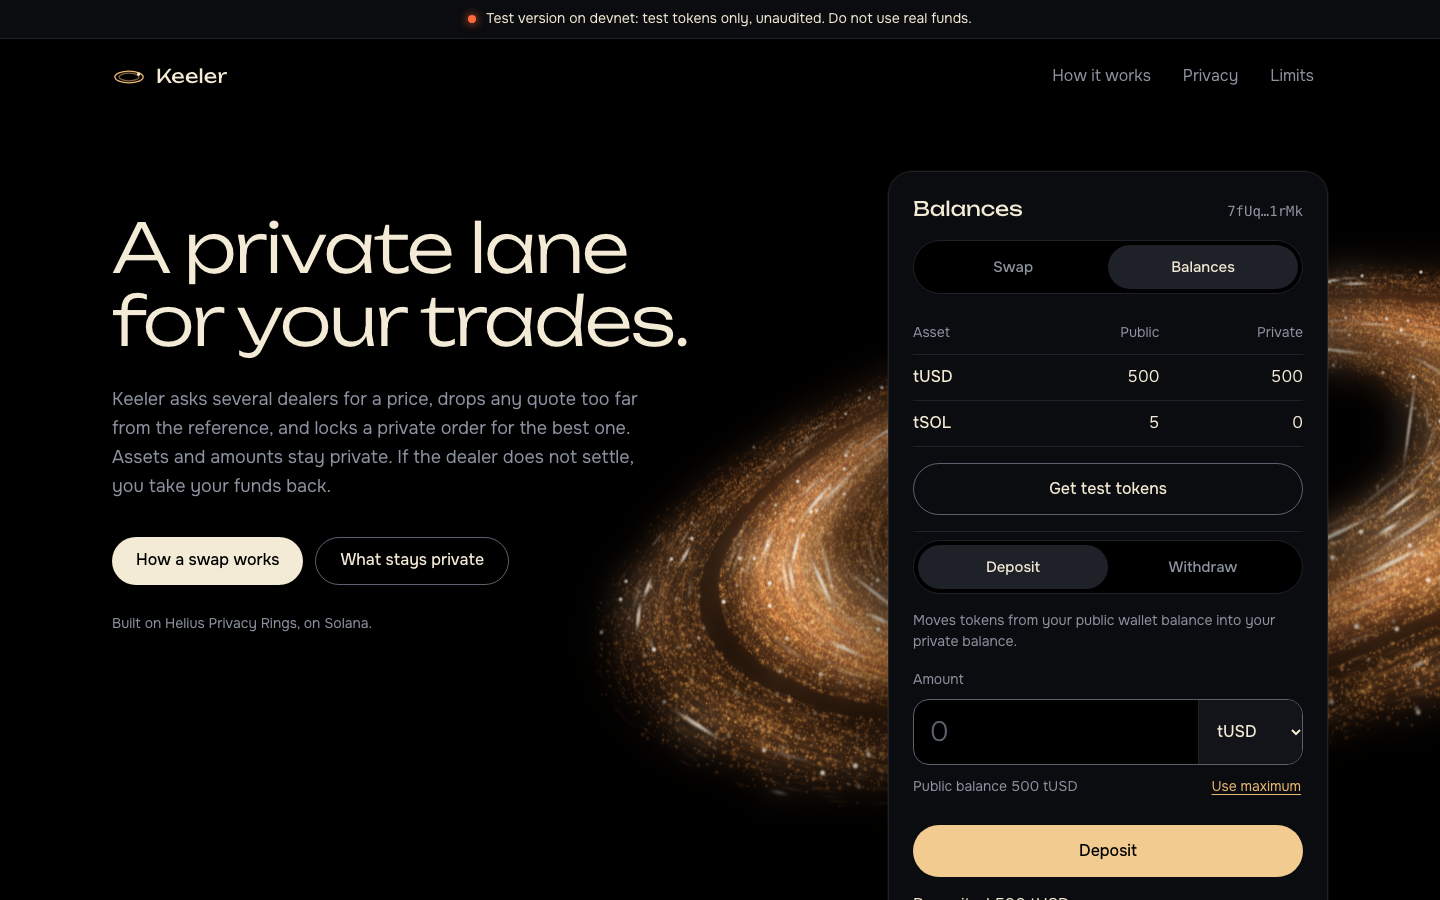 Test version on devnet: test tokens only, unaudited. Do not use real funds.
Keeler
How it works
Privacy
Limits
A private lane
for your trades.
Keeler asks several dealers for a price, drops any quote too far
from the reference, and locks a private order for the best one.
Assets and amounts stay private. If the dealer does not settle,
you take your funds back.
How a swap works
What stays private
Built on Helius Privacy Rings, on Solana.
Balances
7fUq…1rMk
Swap
Balances
Asset Public Private
tUSD 500 500
tSOL 5 0
Get test tokens
Deposit
Withdraw
Moves tokens from your public wallet balance into your
private balance.
Amount
0
tUSD
Public balance 500 tUSD
Use maximum
Deposit